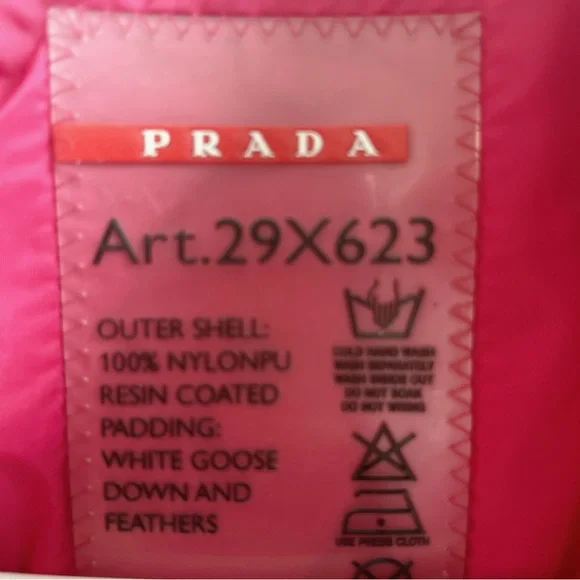 PRADA
Art.29X623
OUTER SHELL:
100% NYLONPU
RESIN COATED
PADDING:
WHITE GOOSE
DOWN AND
FEATHERS
COLD HAND WASH
WASH SEPARATELY
WASH INSIDE OUT
DO NOT SOAK
DO NOT WRING
USE PRESS CLOTH